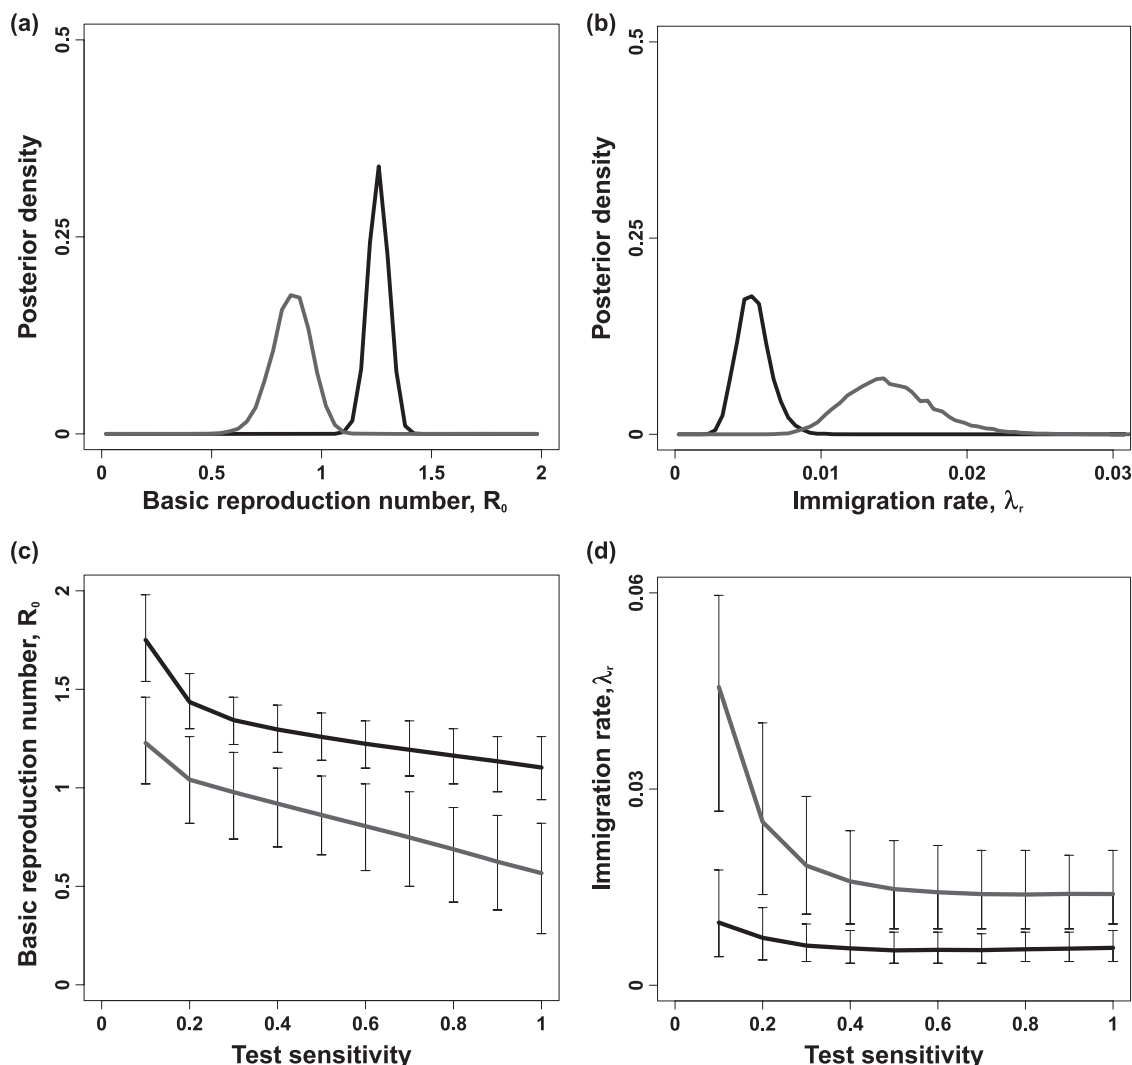 (a)
0.5
0.25
0
Posterior density
0 0.5 1 1.5 2
Basic reproduction number, R₀
(b)
0.5
0.25
0
Posterior density
0 0.01 0.02 0.03
Immigration rate, λᵣ
(c)
2
1.5
1
0.5
0
Basic reproduction number, R₀
0 0.2 0.4 0.6 0.8 1
Test sensitivity
(d)
0.06
0.03
0
Immigration rate, λᵣ
0 0.2 0.4 0.6 0.8 1
Test sensitivity